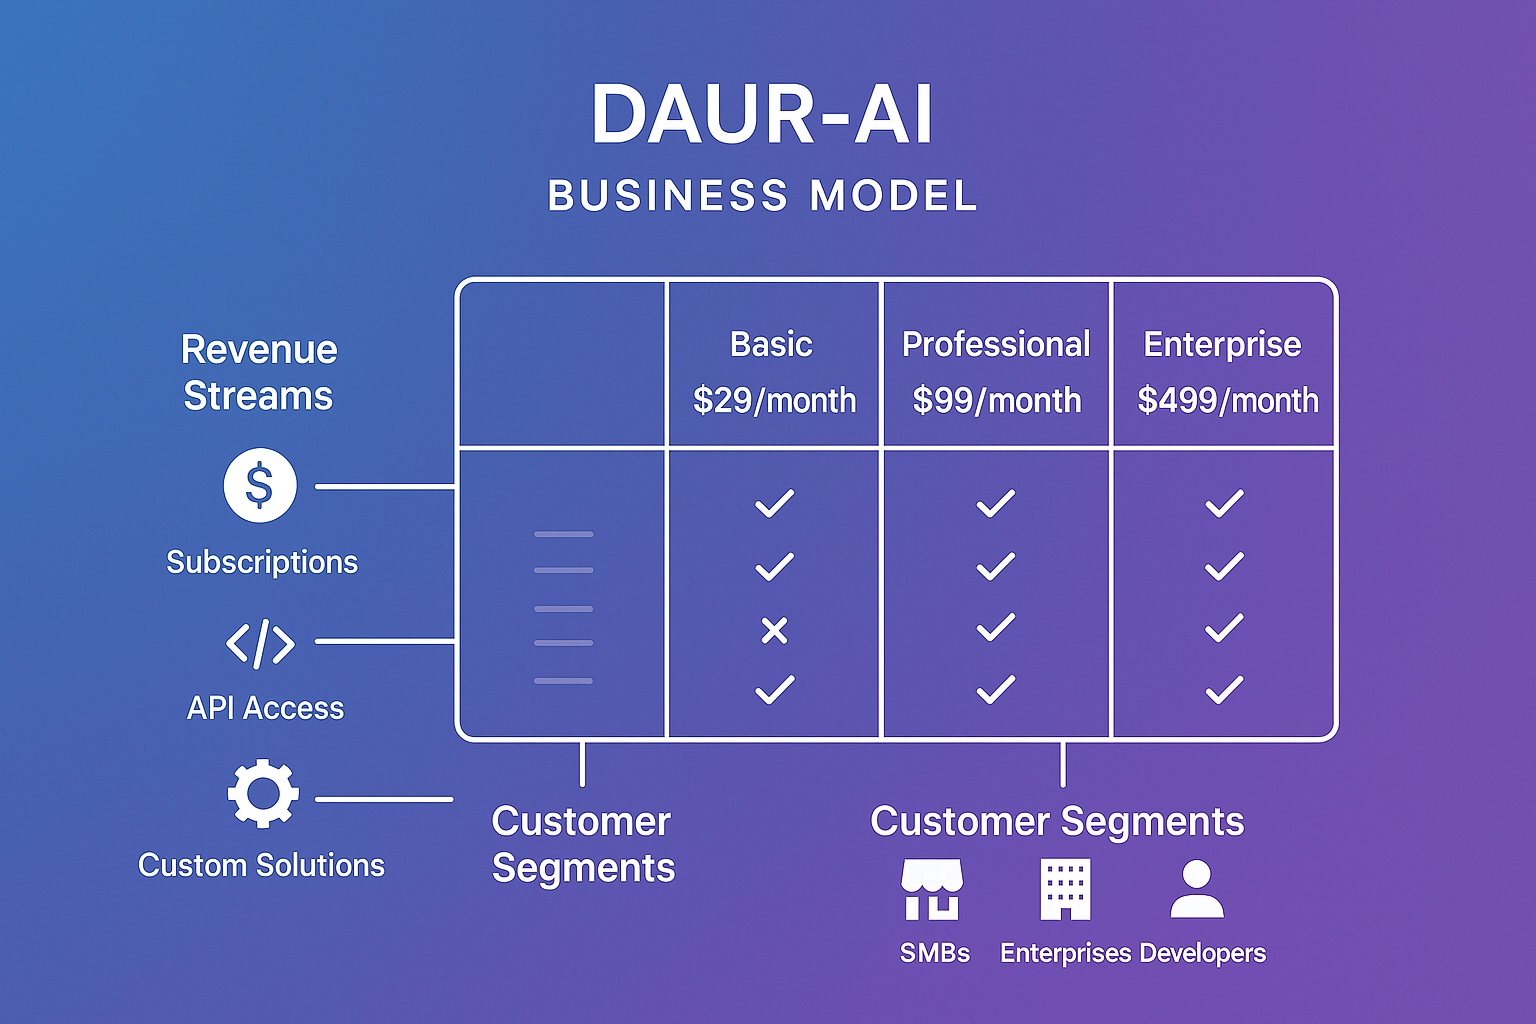 DAUR-AI
BUSINESS MODEL
Revenue
Streams
$
Subscriptions
</>
API Access
Custom Solutions
Basic
$29/month
Professional
$99/month
Enterprise
$499/month
Customer
Segments
Customer Segments
SMBs
Enterprises
Developers